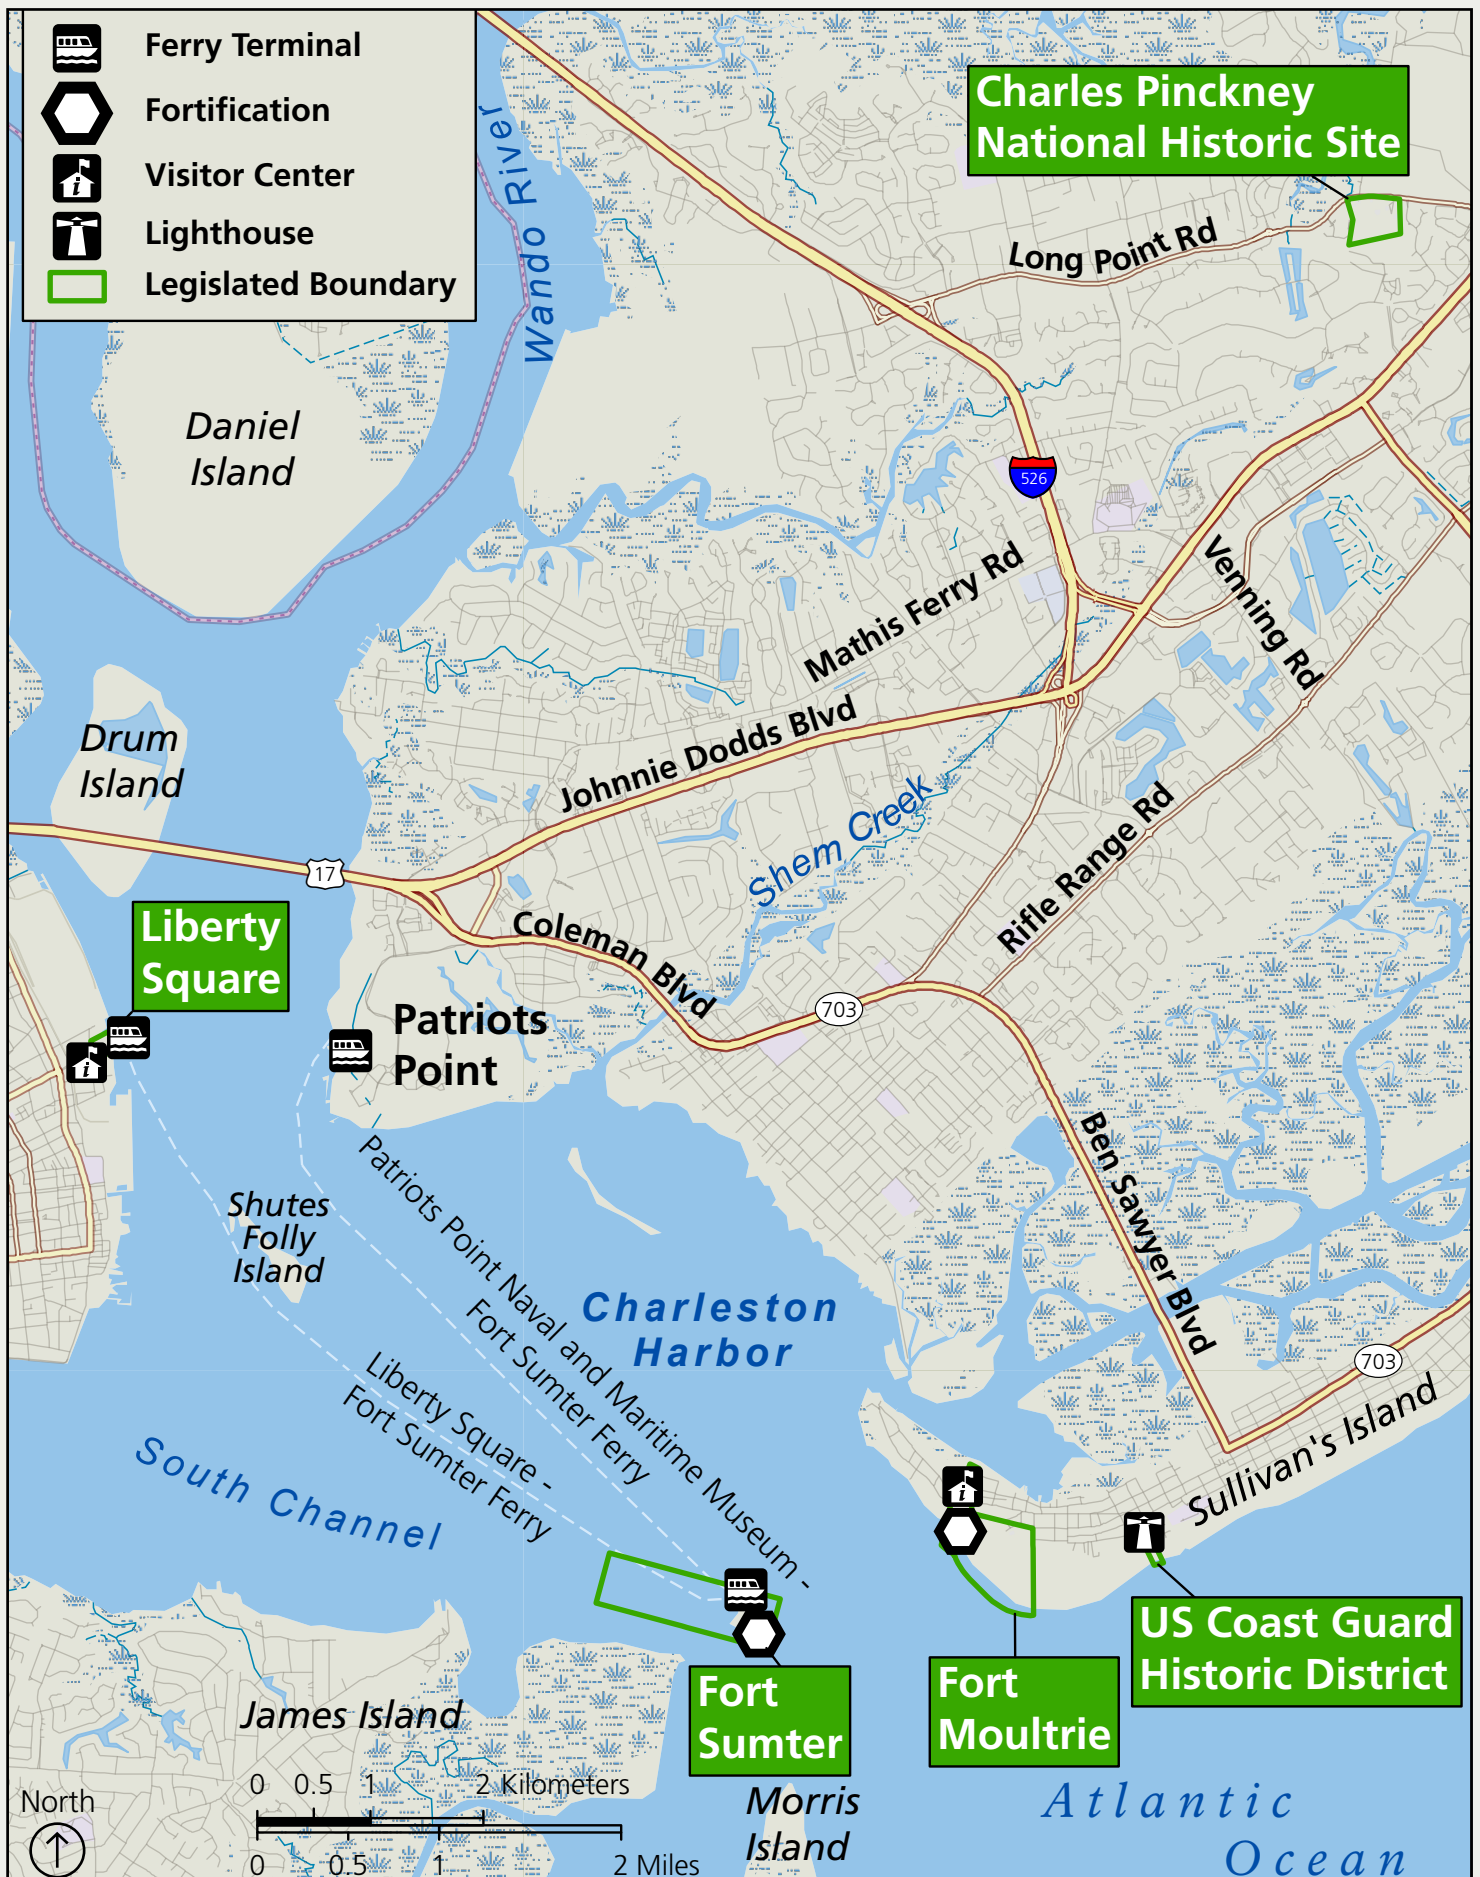 Ferry Terminal
Fortification
Visitor Center
Lighthouse
Legislated Boundary
Charles Pinckney
National Historic Site
Wando River
Long Point Rd
Daniel
Island
526
Mathis Ferry Rd
Venning Rd
Drum
Island
Johnnie Dodds Blvd
Shem Creek
Rifle Range Rd
17
Liberty
Square
Coleman Blvd
703
Patriots
Point
Ben Sawyer Blvd
Shutes
Folly
Island
Patriots Point Naval and Maritime Museum -
Fort Sumter Ferry
Charleston
Harbor
Liberty Square -
Fort Sumter Ferry
703
Sullivan's Island
South Channel
US Coast Guard
Historic District
Fort
Sumter
Fort
Moultrie
James Island
Morris
Island
Atlantic
Ocean
North
0 0.5 1 2 Kilometers
0 0.5 1 2 Miles